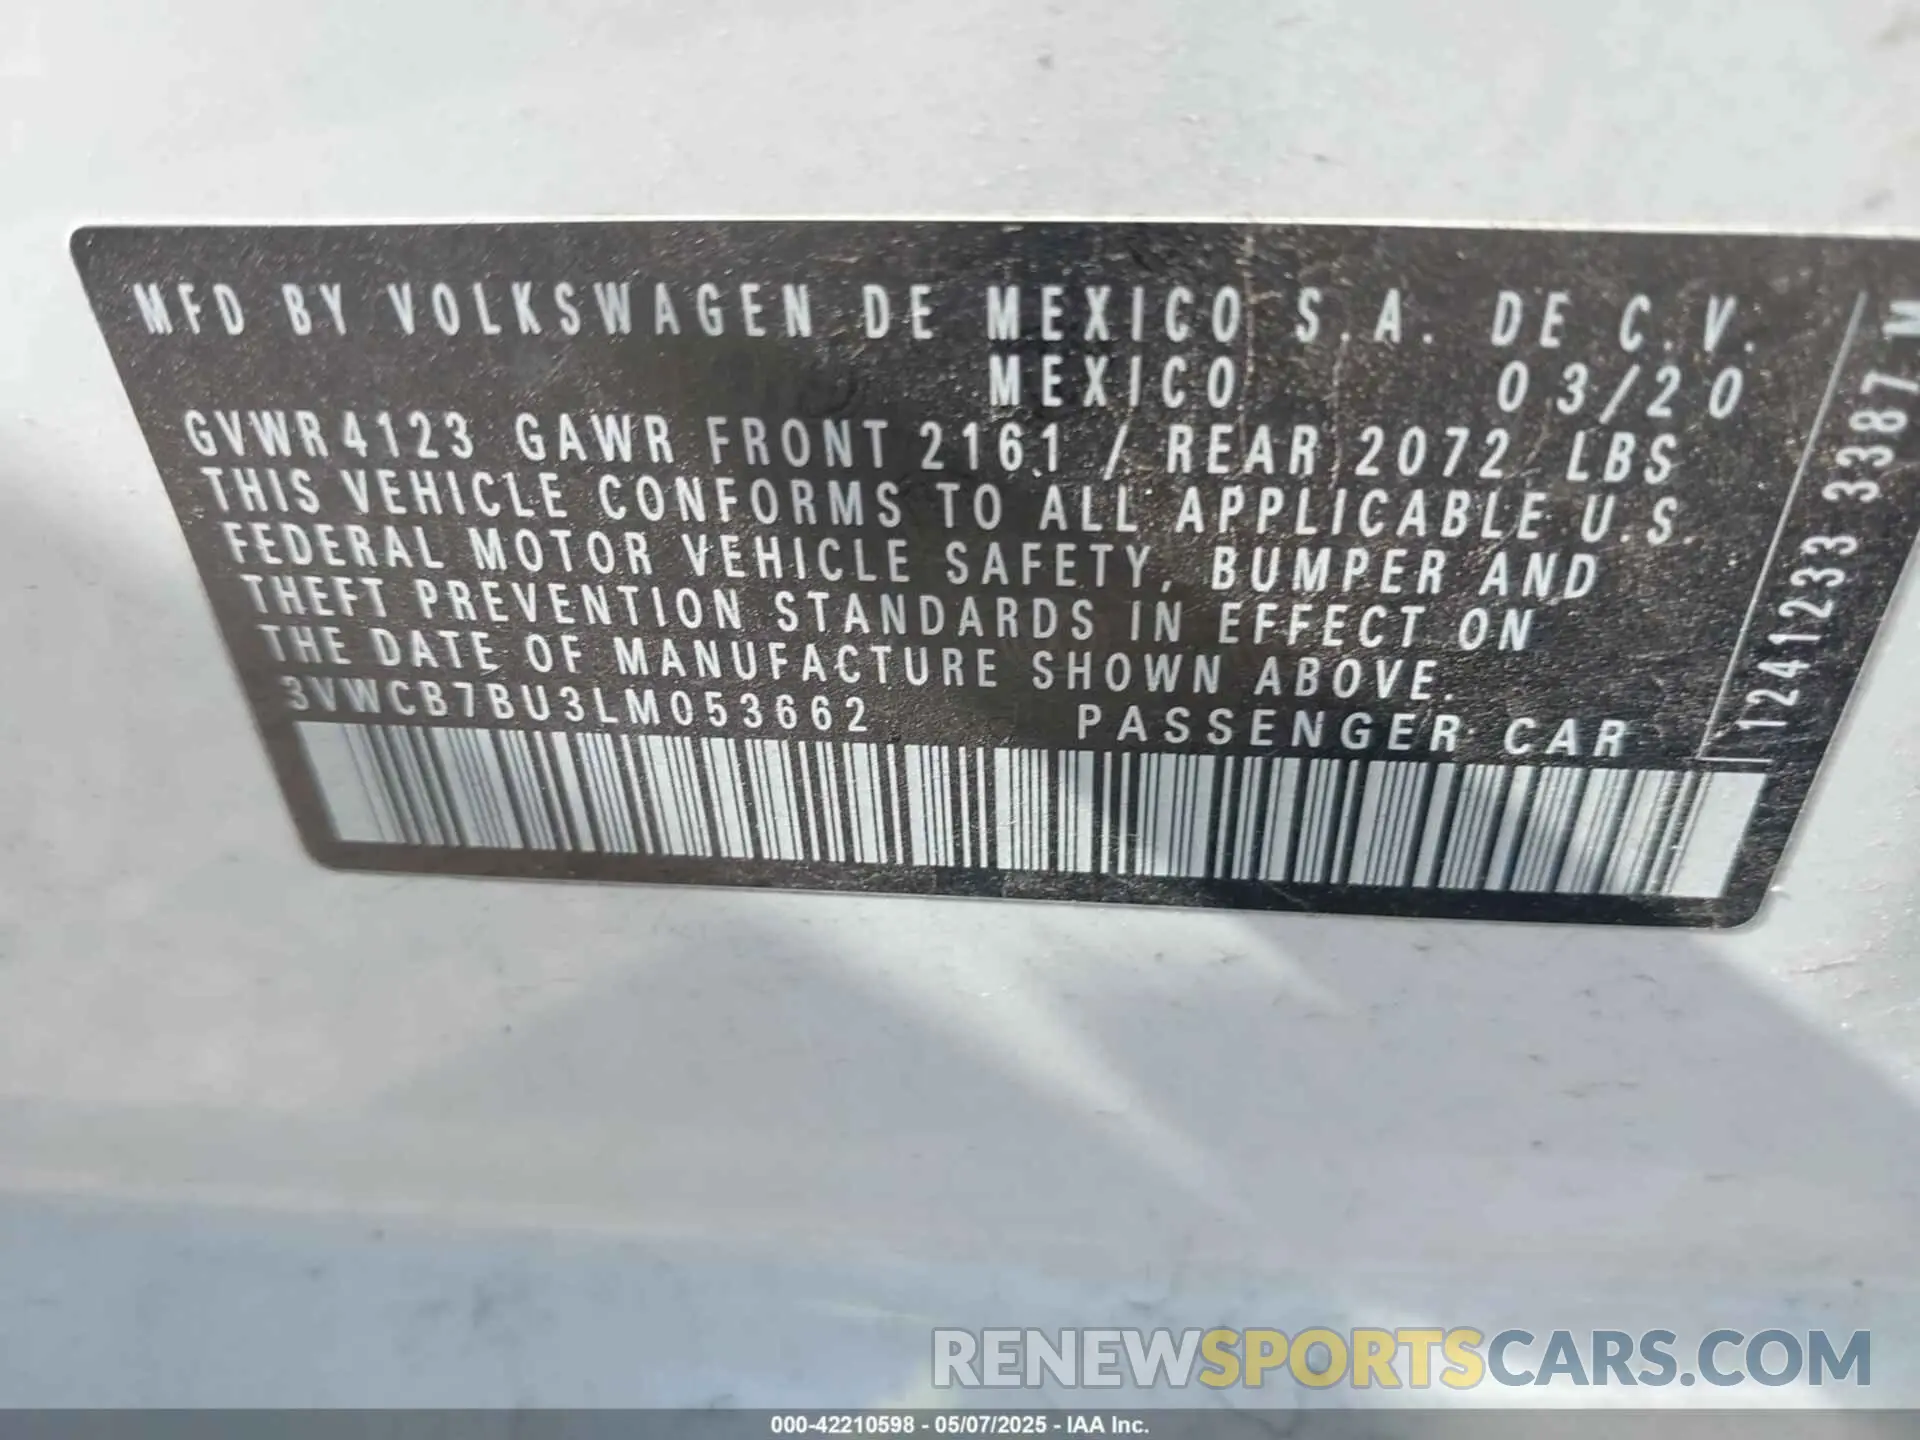 MFD BY VOLKSWAGEN DE MEXICO S.A. DE C.V.
MEXICO 03/20
GVWR 4123 GAWR FRONT 2161 / REAR 2072 LBS
THIS VEHICLE CONFORMS TO ALL APPLICABLE U.S.
FEDERAL MOTOR VEHICLE SAFETY, BUMPER AND
THEFT PREVENTION STANDARDS IN EFFECT ON
THE DATE OF MANUFACTURE SHOWN ABOVE.
3VWCB7BU3LM053662 PASSENGER CAR
1241233 3387 M
RENEWSPORTSCARS.COM
000-42210598 - 05/07/2025 - IAA Inc.